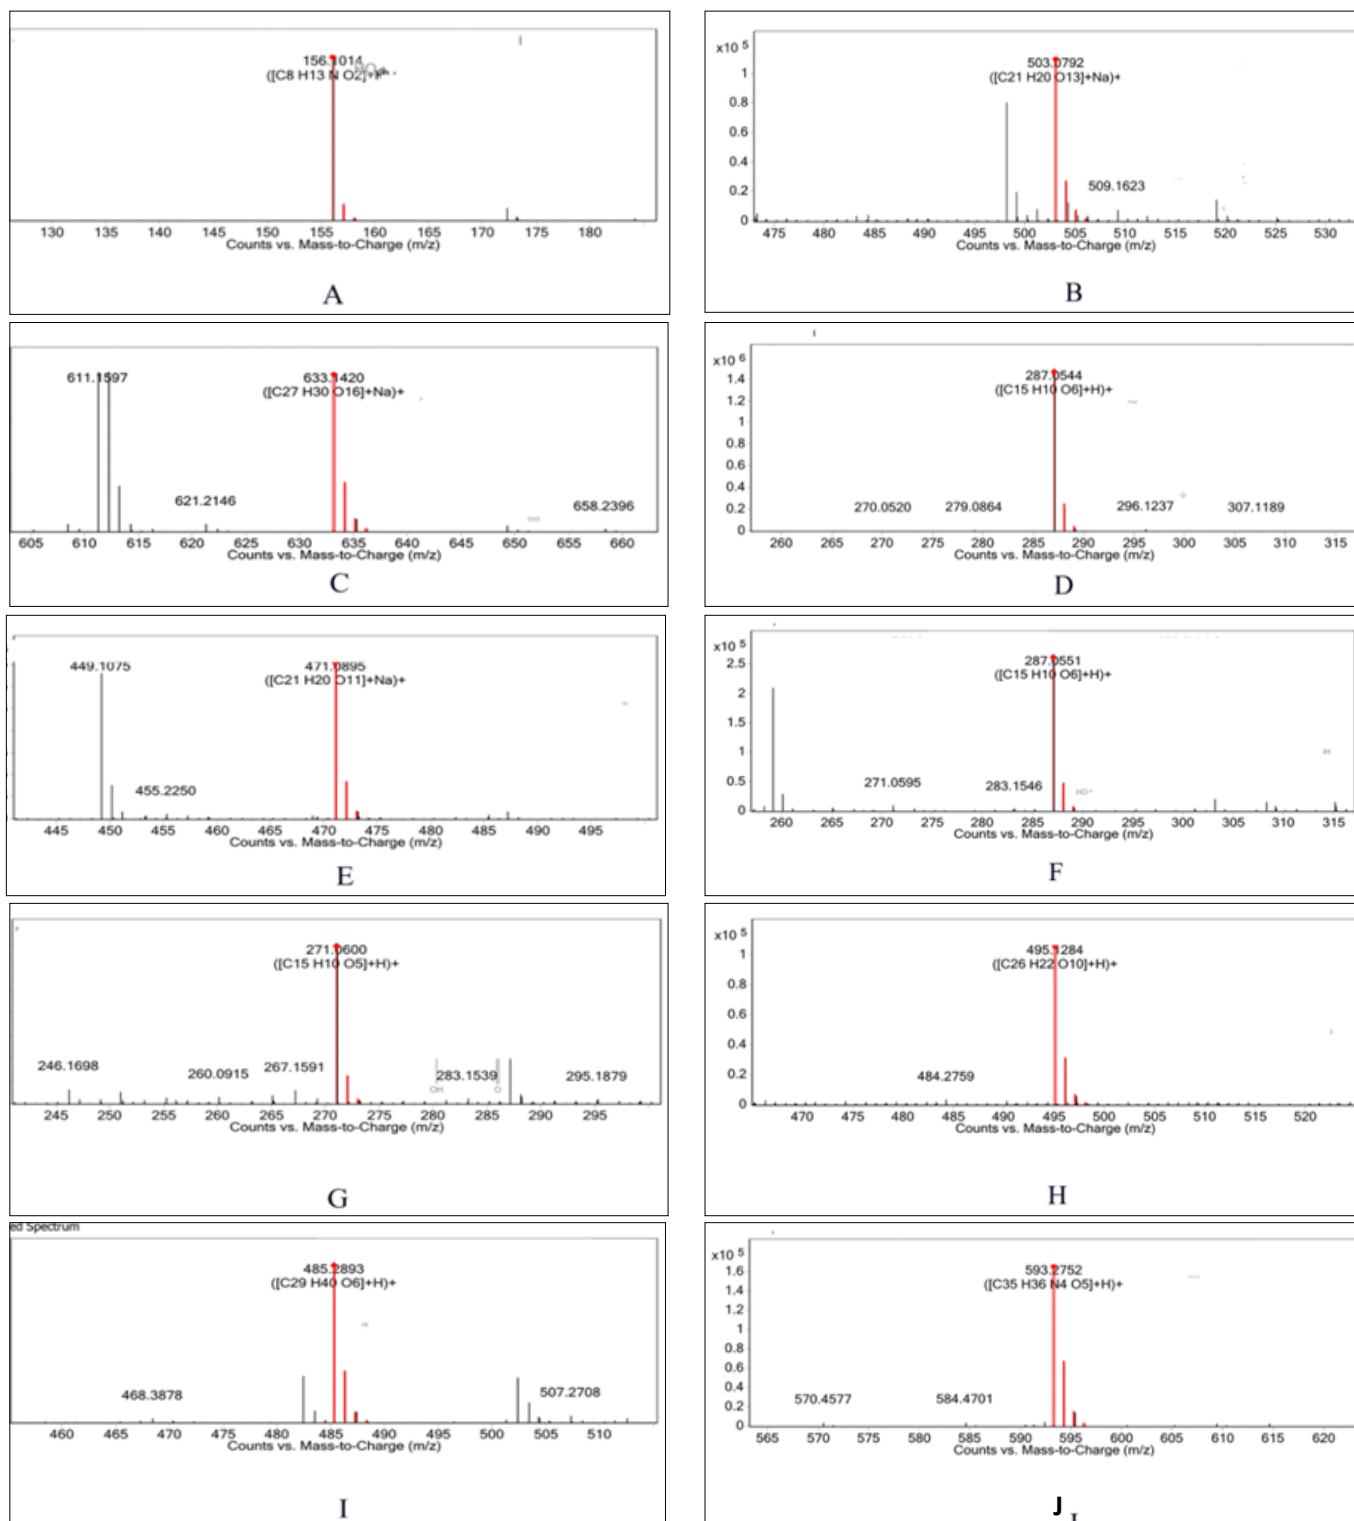 156.1014
([C8 H13 N O2]+
130 135 140 145 150 155 160 165 170 175 180
Counts vs. Mass-to-Charge (m/z)
A
x10 5
503.0792
([C21 H20 O13]+Na)+
1
0.8
0.6
0.4
0.2
0
509.1623
475 480 485 490 495 500 505 510 515 520 525 530
Counts vs. Mass-to-Charge (m/z)
B
611.1597
633.1420
([C27 H30 O16]+Na)+
621.2146
658.2396
605 610 615 620 625 630 635 640 645 650 655 660
Counts vs. Mass-to-Charge (m/z)
C
x10 6
287.0544
([C15 H10 O6]+H)+
1.4
1.2
1
0.8
0.6
0.4
0.2
0
270.0520 279.0864 296.1237 307.1189
260 265 270 275 280 285 290 295 300 305 310 315
Counts vs. Mass-to-Charge (m/z)
D
449.1075
471.0895
([C21 H20 O11]+Na)+
455.2250
445 450 455 460 465 470 475 480 485 490 495
Counts vs. Mass-to-Charge (m/z)
E
x10 5
287.0551
([C15 H10 O6]+H)+
2.5
2
1.5
1
0.5
0
271.0595
283.1546
HO
260 265 270 275 280 285 290 295 300 305 310 315
Counts vs. Mass-to-Charge (m/z)
F
271.0600
([C15 H10 O5]+H)+
246.1698
260.0915
267.1591
283.1539
295.1879
OH
O
245 250 255 260 265 270 275 280 285 290 295
Counts vs. Mass-to-Charge (m/z)
G
x10 5
495.1284
([C26 H22 O10]+H)+
1
0.8
0.6
0.4
0.2
0
484.2759
470 475 480 485 490 495 500 505 510 515 520
Counts vs. Mass-to-Charge (m/z)
H
ed Spectrum
485.2893
([C29 H40 O6]+H)+
468.3878
507.2708
460 465 470 475 480 485 490 495 500 505 510
Counts vs. Mass-to-Charge (m/z)
I
x10 5
593.2752
([C35 H36 N4 O5]+H)+
1.6
1.4
1.2
1
0.8
0.6
0.4
0.2
0
570.4577
584.4701
565 570 575 580 585 590 595 600 605 610 615 620
Counts vs. Mass-to-Charge (m/z)
J